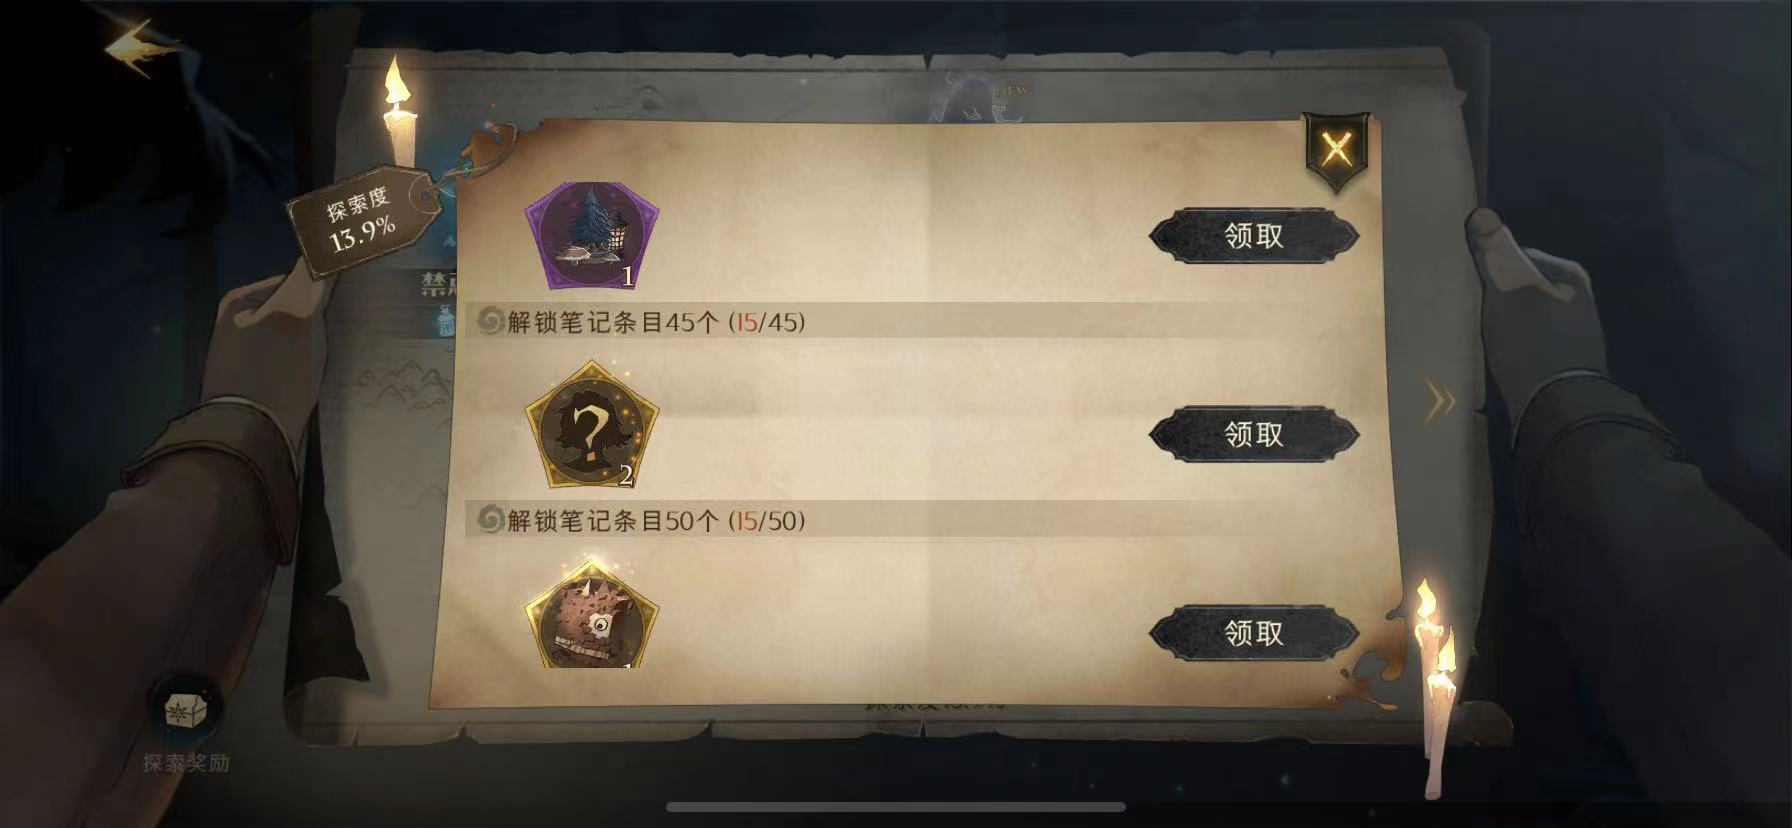 探索度
13.9%
1
领取
解锁笔记条目45个 (15/45)
2
领取
解锁笔记条目50个 (15/50)
领取
探索奖励